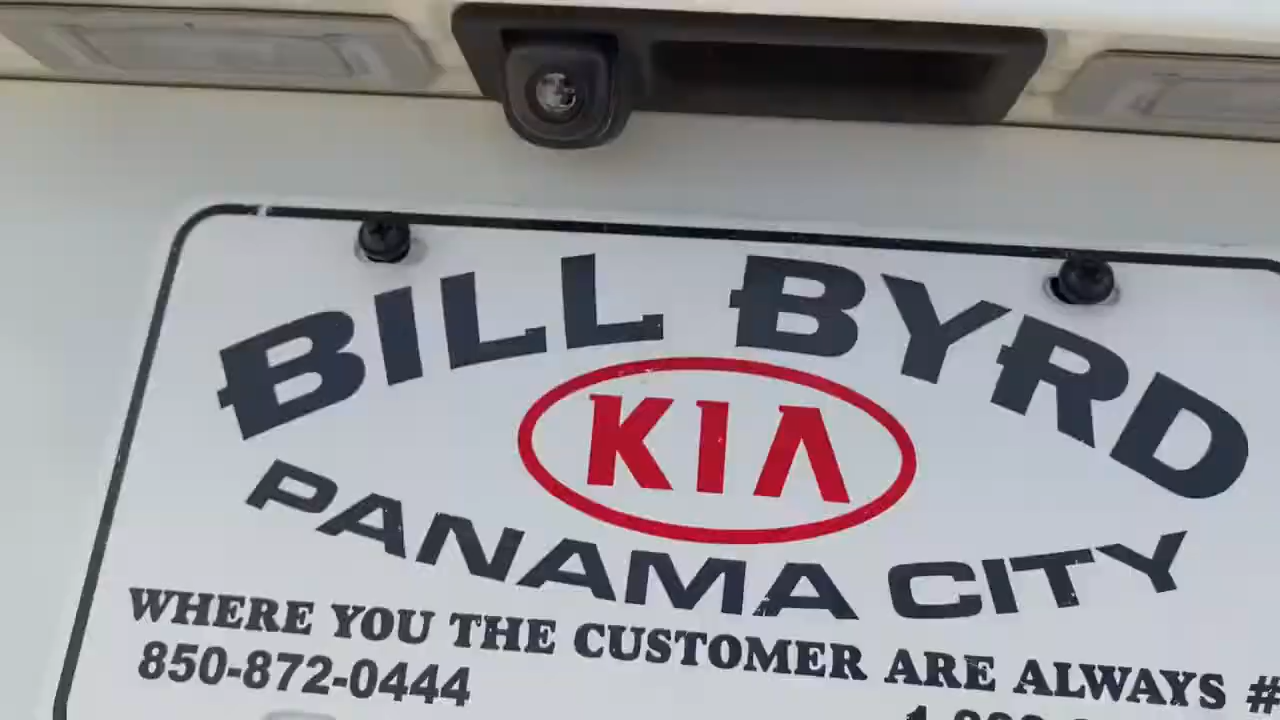 BILL BYRD
KIA
PANAMA CITY
WHERE YOU THE CUSTOMER ARE ALWAYS #
850-872-0444